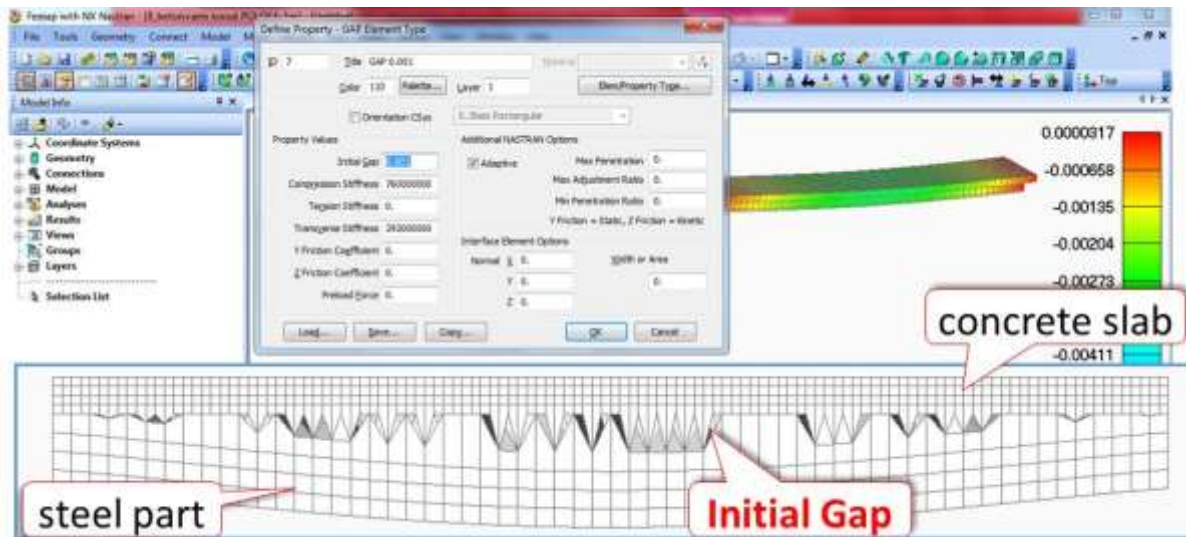 Femap with NX Nastran
File Tools Geometry Connect Model
Define Property - GAP Element Type
ID 7 Title GAP 0.001
Color 110 Palette... Layer 1 Elem/Property Type...
Orientation CSys 0..Basic Rectangular
Property Values Additional NASTRAN Options
Initial Gap
Adaptive Max Penetration 0.
Compression Stiffness Max Adjustment Ratio 0.
Tension Stiffness 0. Min Penetration Ratio 0.
Transverse Stiffness Y Friction = Static, Z Friction = Kinetic
Y Friction Coefficient 0.
Z Friction Coefficient 0.
Preload Force 0.
Interface Element Options
Normal X 0. Width or Area
Y 0. 0.
Z 0.
Load... Save... Copy... OK Cancel
Model Info
Coordinate Systems
Geometry
Connections
Model
Analyses
Results
Views
Groups
Layers
Selection List
Top
0.0000317
-0.000658
-0.00135
-0.00204
-0.00273
-0.00411
concrete slab
steel part
Initial Gap